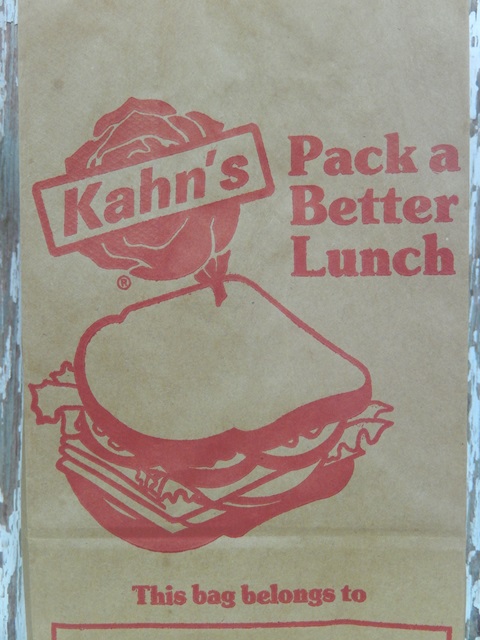 Kahn's
®
Pack a
Better
Lunch
This bag belongs to